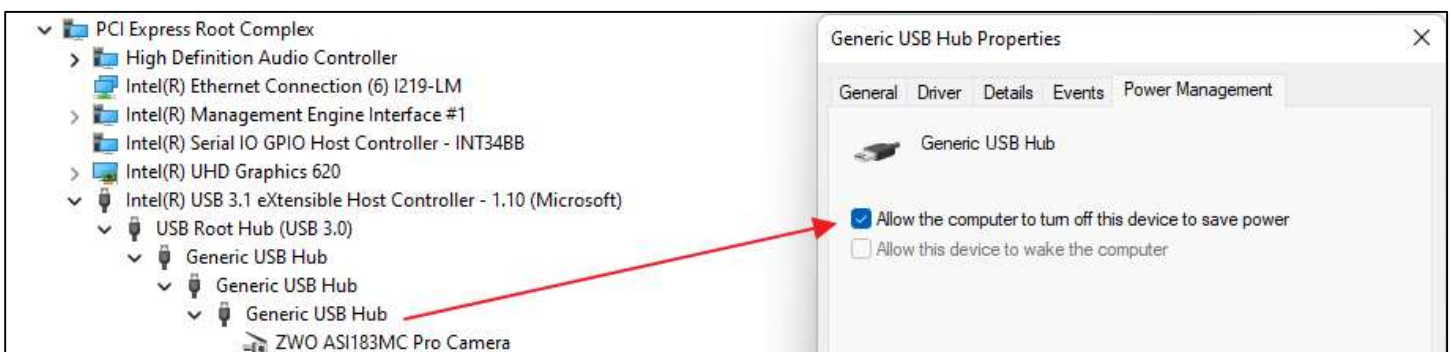 PCI Express Root Complex
High Definition Audio Controller
Intel(R) Ethernet Connection (6) I219-LM
Intel(R) Management Engine Interface #1
Intel(R) Serial IO GPIO Host Controller - INT34BB
Intel(R) UHD Graphics 620
Intel(R) USB 3.1 eXtensible Host Controller - 1.10 (Microsoft)
USB Root Hub (USB 3.0)
Generic USB Hub
Generic USB Hub
Generic USB Hub
ZWO ASI183MC Pro Camera
Generic USB Hub Properties
General Driver Details Events Power Management
Generic USB Hub
Allow the computer to turn off this device to save power
Allow this device to wake the computer